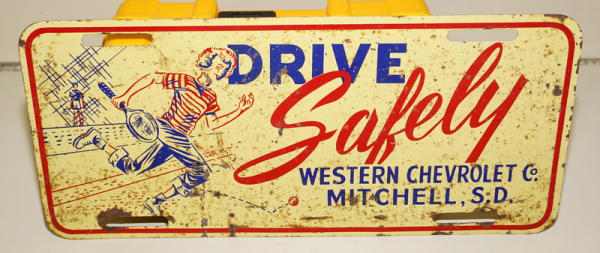 DRIVE
Safely
WESTERN CHEVROLET Co.
MITCHELL, S.D.